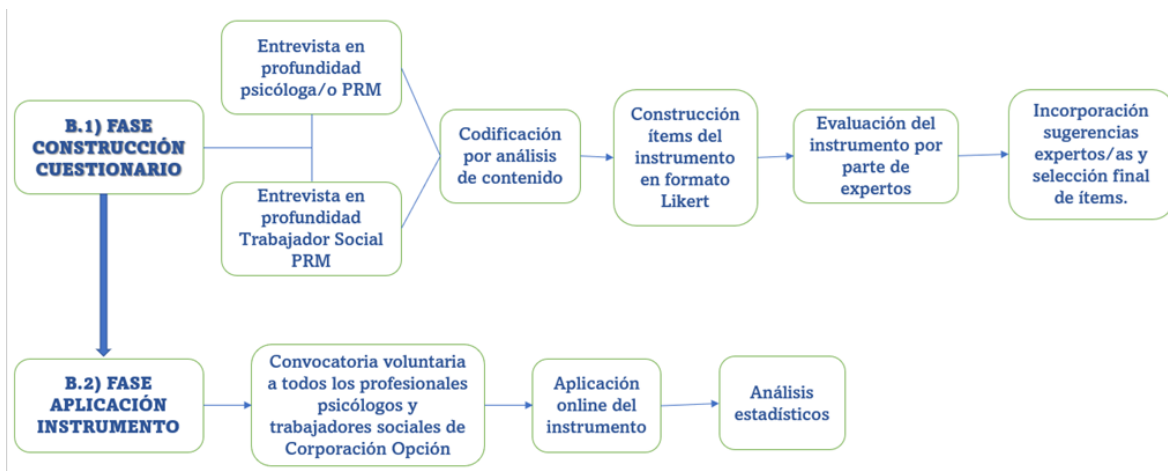 B.1) FASE
CONSTRUCCIÓN
CUESTIONARIO
Entrevista en
profundidad
psicóloga/o PRM
Entrevista en
profundidad
Trabajador Social
PRM
Codificación
por análisis
de contenido
Construcción
ítems del
instrumento
en formato
Likert
Evaluación del
instrumento por
parte de
expertos
Incorporación
sugerencias
expertos/as y
selección final
de ítems.
B.2) FASE
APLICACIÓN
INSTRUMENTO
Convocatoria voluntaria
a todos los profesionales
psicólogos y
trabajadores sociales de
Corporación Opción
Aplicación
online del
instrumento
Análisis
estadísticos